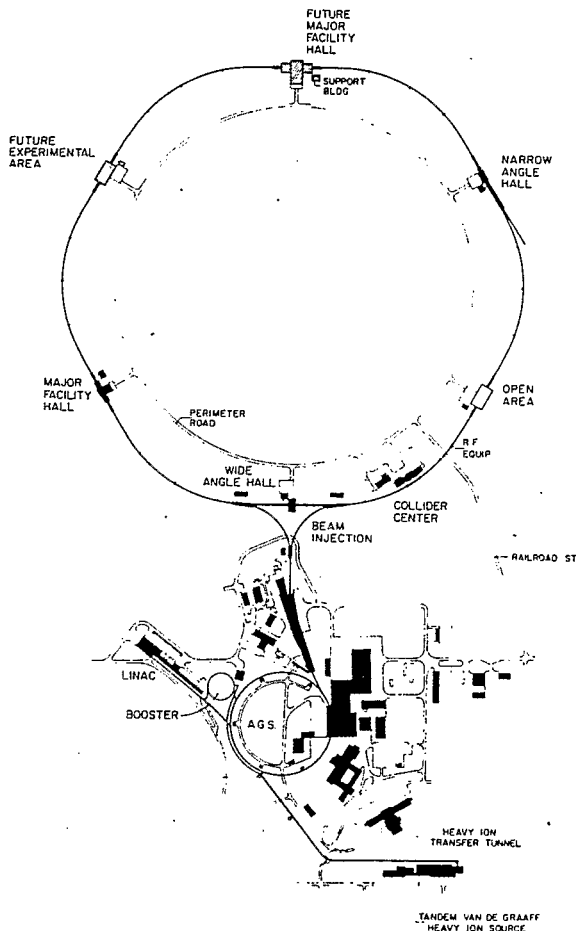 FUTURE
MAJOR
FACILITY
HALL
SUPPORT
BLDG
FUTURE
EXPERIMENTAL
AREA
NARROW
ANGLE
HALL
MAJOR
FACILITY
HALL
OPEN
AREA
PERIMETER
ROAD
R F
EQUIP
WIDE
ANGLE HALL
COLLIDER
CENTER
BEAM
INJECTION
RAILROAD ST
LINAC
BOOSTER
A.G.S.
HEAVY ION
TRANSFER TUNNEL
TANDEM VAN DE GRAAFF
HEAVY ION SOURCE